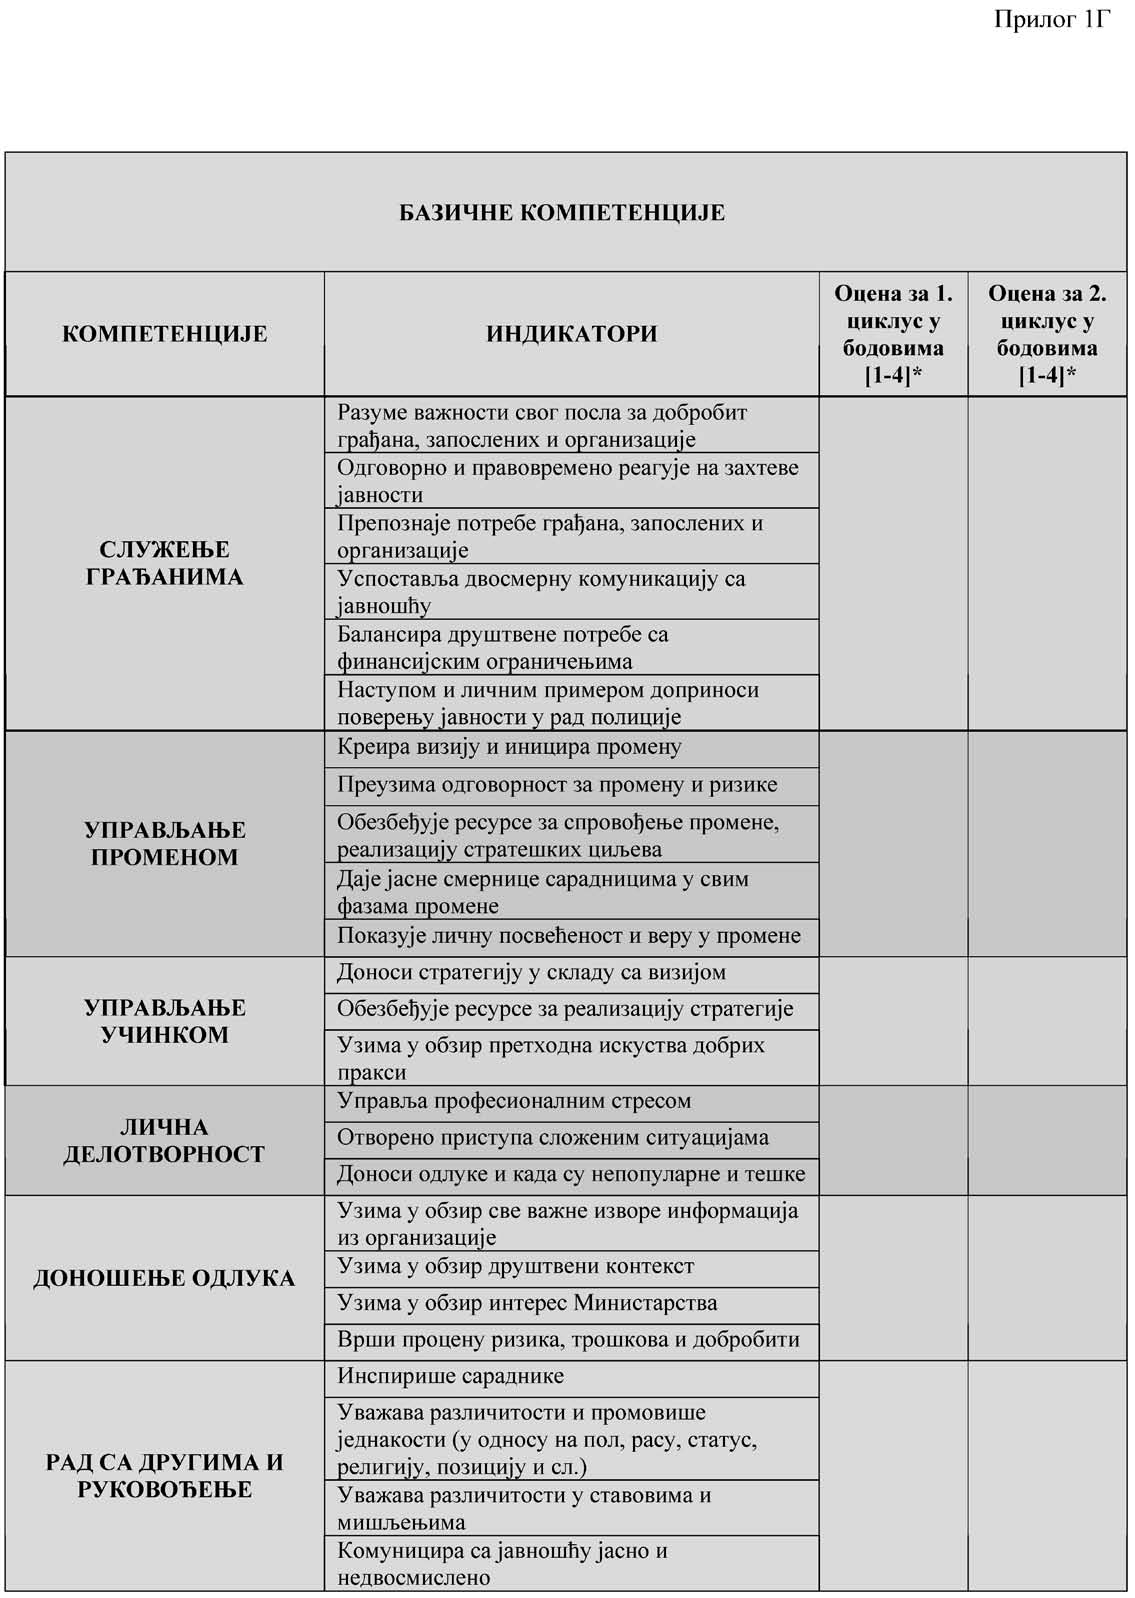 Прилог 1Г
БАЗИЧНЕ КОМПЕТЕНЦИЈЕ
КОМПЕТЕНЦИЈЕ
ИНДИКАТОРИ
Оцена за 1.
циклус у
бодовима
[1-4]*
Оцена за 2.
циклус у
бодовима
[1-4]*
СЛУЖЕЊЕ
ГРАЂАНИМА
Разуме важности свог посла за добробит
грађана, запослених и организације
Одговорно и правовремено реагује на захтеве
јавности
Препознаје потребе грађана, запослених и
организације
Успоставља двосмерну комуникацију са
јавношћу
Балансира друштвене потребе са
финансијским ограничењима
Наступом и личним примером доприноси
поверењу јавности у рад полиције
УПРАВЉАЊЕ
ПРОМЕНОМ
Креира визију и иницира промену
Преузима одговорност за промену и ризике
Обезбеђује ресурсе за спровођење промене,
реализацију стратешких циљева
Даје јасне смернице сарадницима у свим
фазама промене
Показује личну посвећеност и веру у промене
УПРАВЉАЊЕ
УЧИНКОМ
Доноси стратегију у складу са визијом
Обезбеђује ресурсе за реализацију стратегије
Узима у обзир претходна искуства добрих
пракси
ЛИЧНА
ДЕЛОТВОРНОСТ
Управља професионалним стресом
Отворено приступа сложеним ситуацијама
Доноси одлуке и када су непопуларне и тешке
ДОНОШЕЊЕ ОДЛУКА
Узима у обзир све важне изворе информација
из организације
Узима у обзир друштвени контекст
Узима у обзир интерес Министарства
Врши процену ризика, трошкова и добробити
РАД СА ДРУГИМА И
РУКОВОЂЕЊЕ
Инспирише сараднике
Уважава различитости и промовише
једнакости (у односу на пол, расу, статус,
религију, позицију и сл.)
Уважава различитости у ставовима и
мишљењима
Комуницира са јавношћу јасно и
недвосмислено